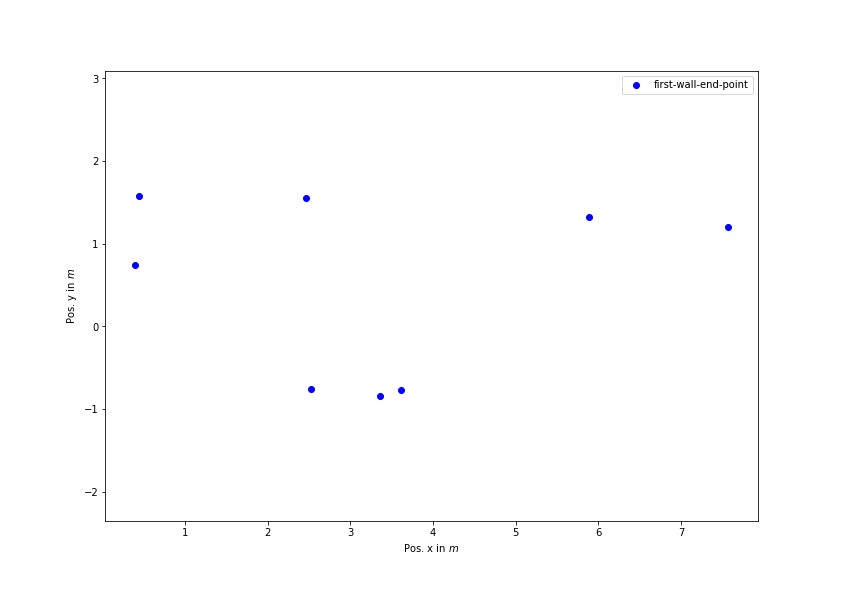 first-wall-end-point
3
2
1
0
−1
−2
Pos. y in m
1 2 3 4 5 6 7
Pos. x in m